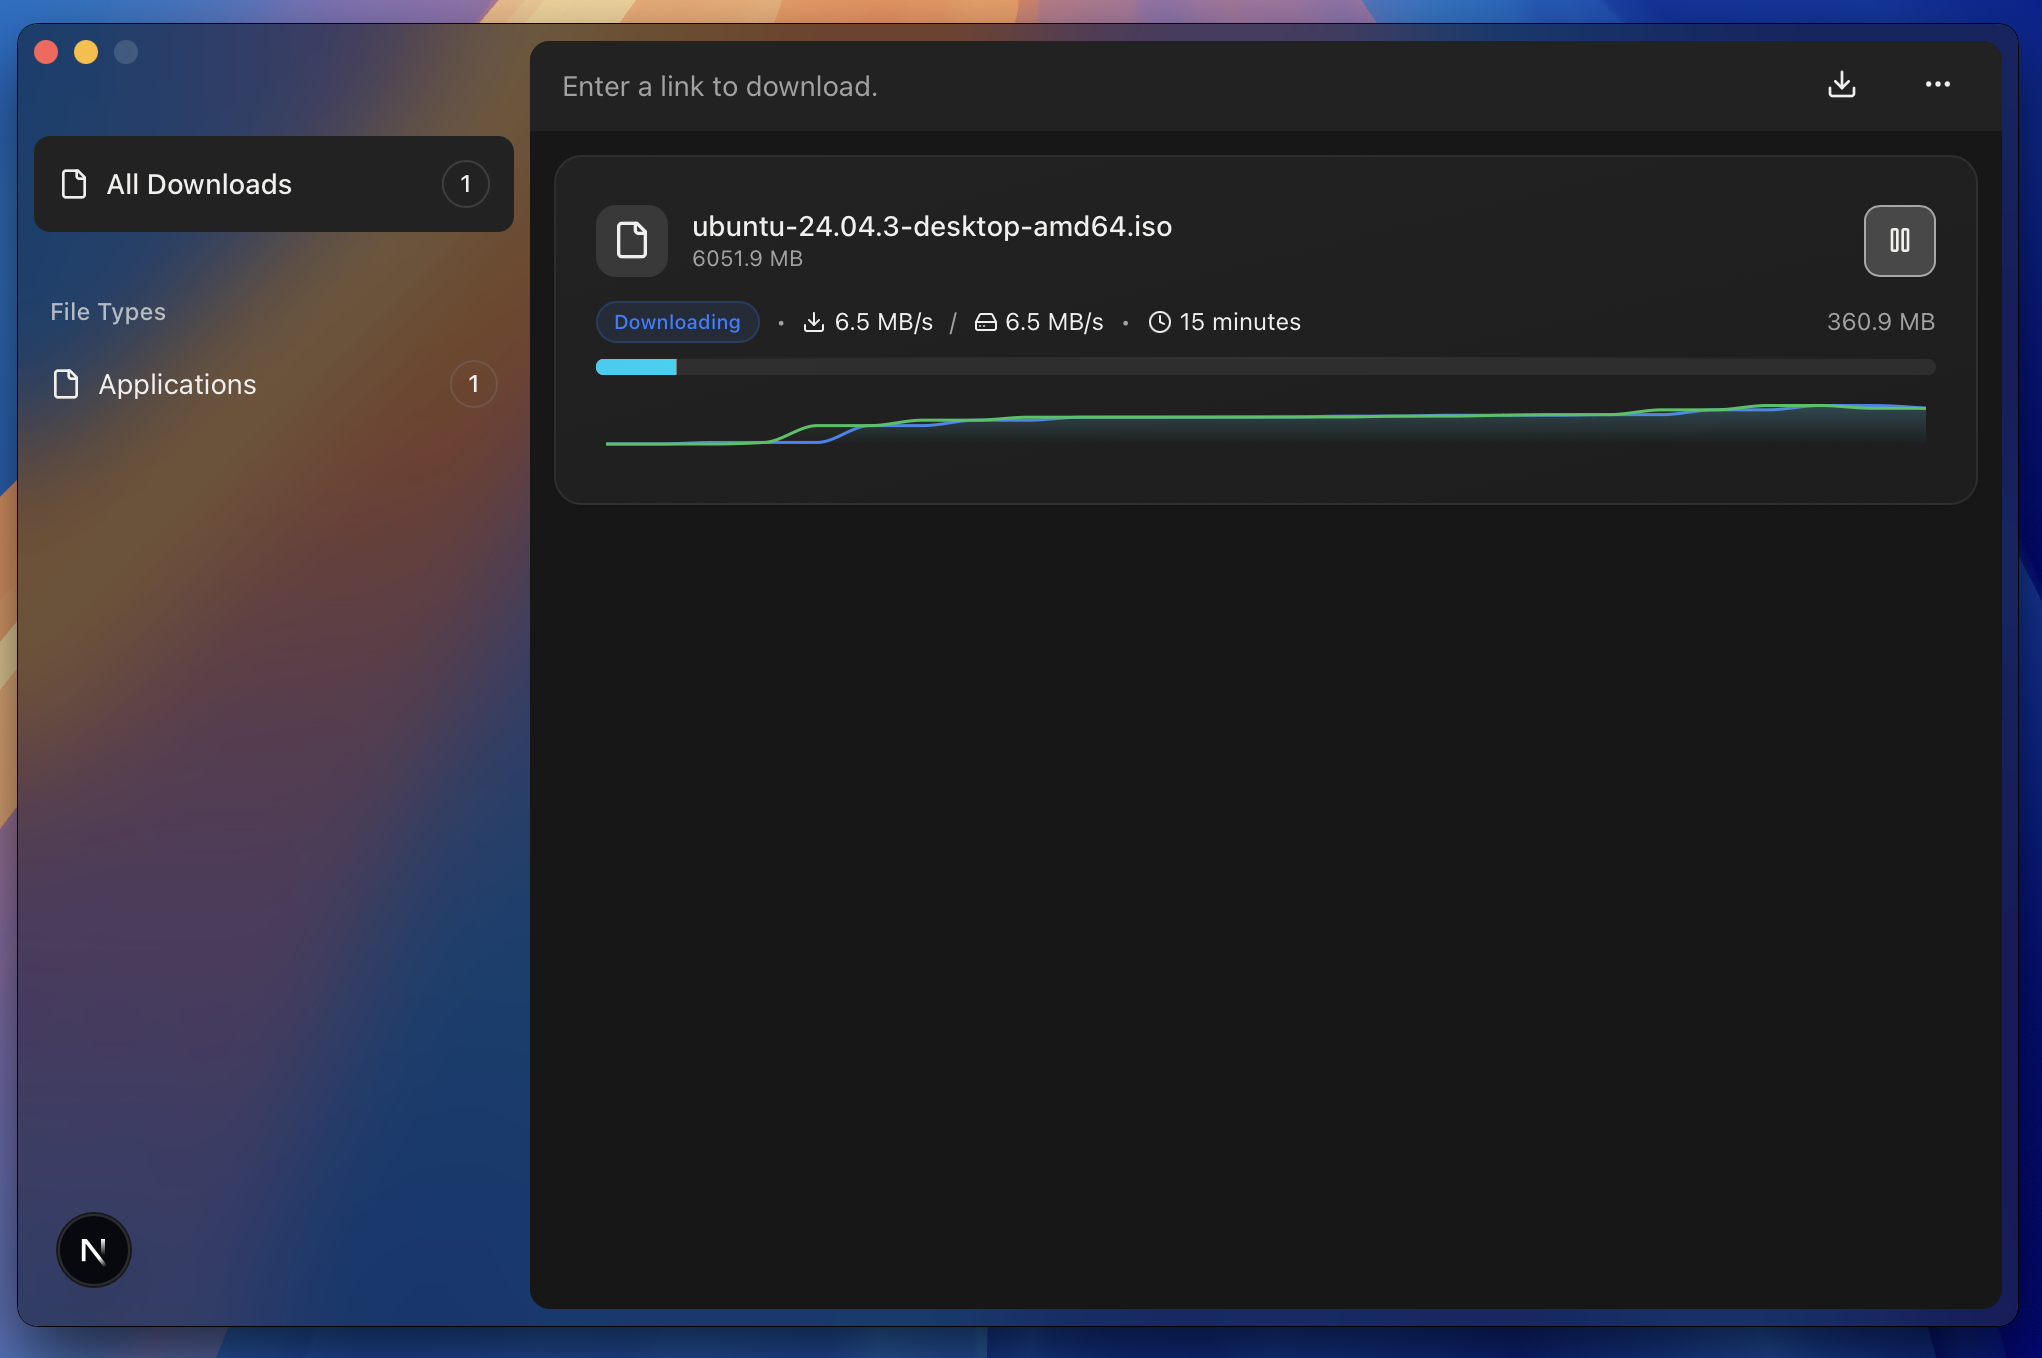 Enter a link to download.
All Downloads
1
File Types
Applications
1
ubuntu-24.04.3-desktop-amd64.iso
6051.9 MB
Downloading • 6.5 MB/s / 6.5 MB/s • 15 minutes 360.9 MB
N